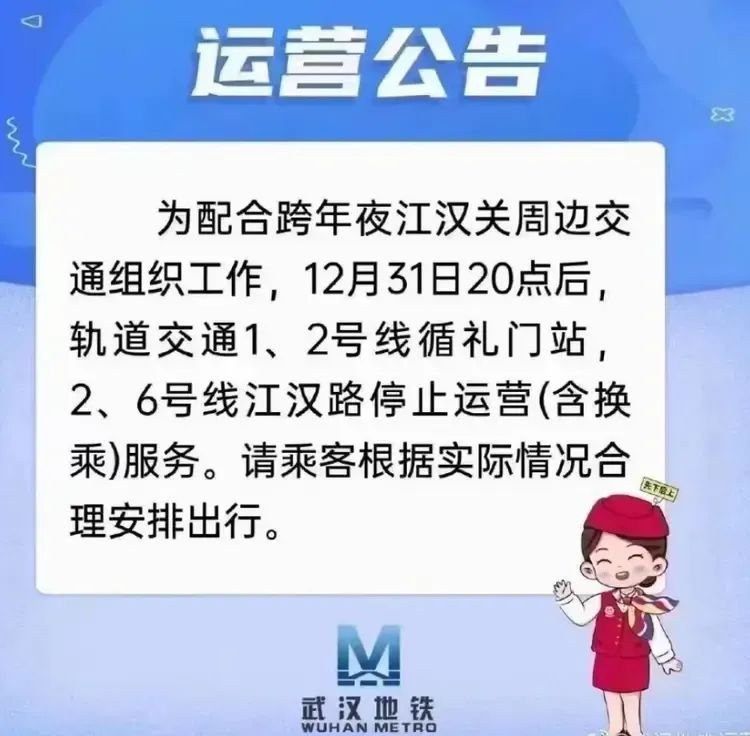 运营公告
为配合跨年夜江汉关周边交
通组织工作，12月31日20点后，
轨道交通1、2号线循礼门站，
2、6号线江汉路停止运营(含换
乘)服务。请乘客根据实际情况合
理安排出行。
先下后上
武汉地铁
WUHAN METRO